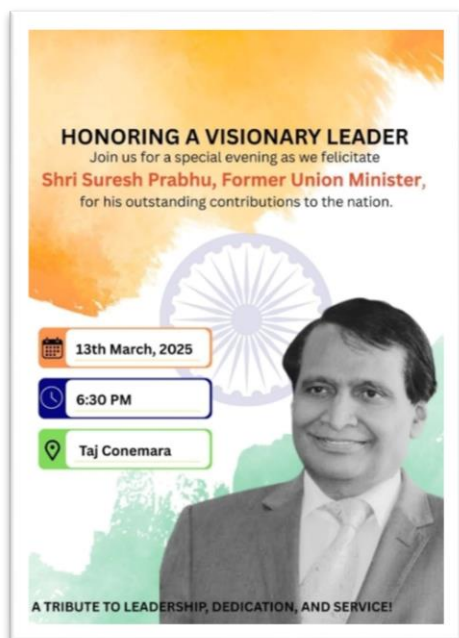 HONORING A VISIONARY LEADER
Join us for a special evening as we felicitate
Shri Suresh Prabhu, Former Union Minister,
for his outstanding contributions to the nation.
13th March, 2025
6:30 PM
Taj Conemara
A TRIBUTE TO LEADERSHIP, DEDICATION, AND SERVICE!